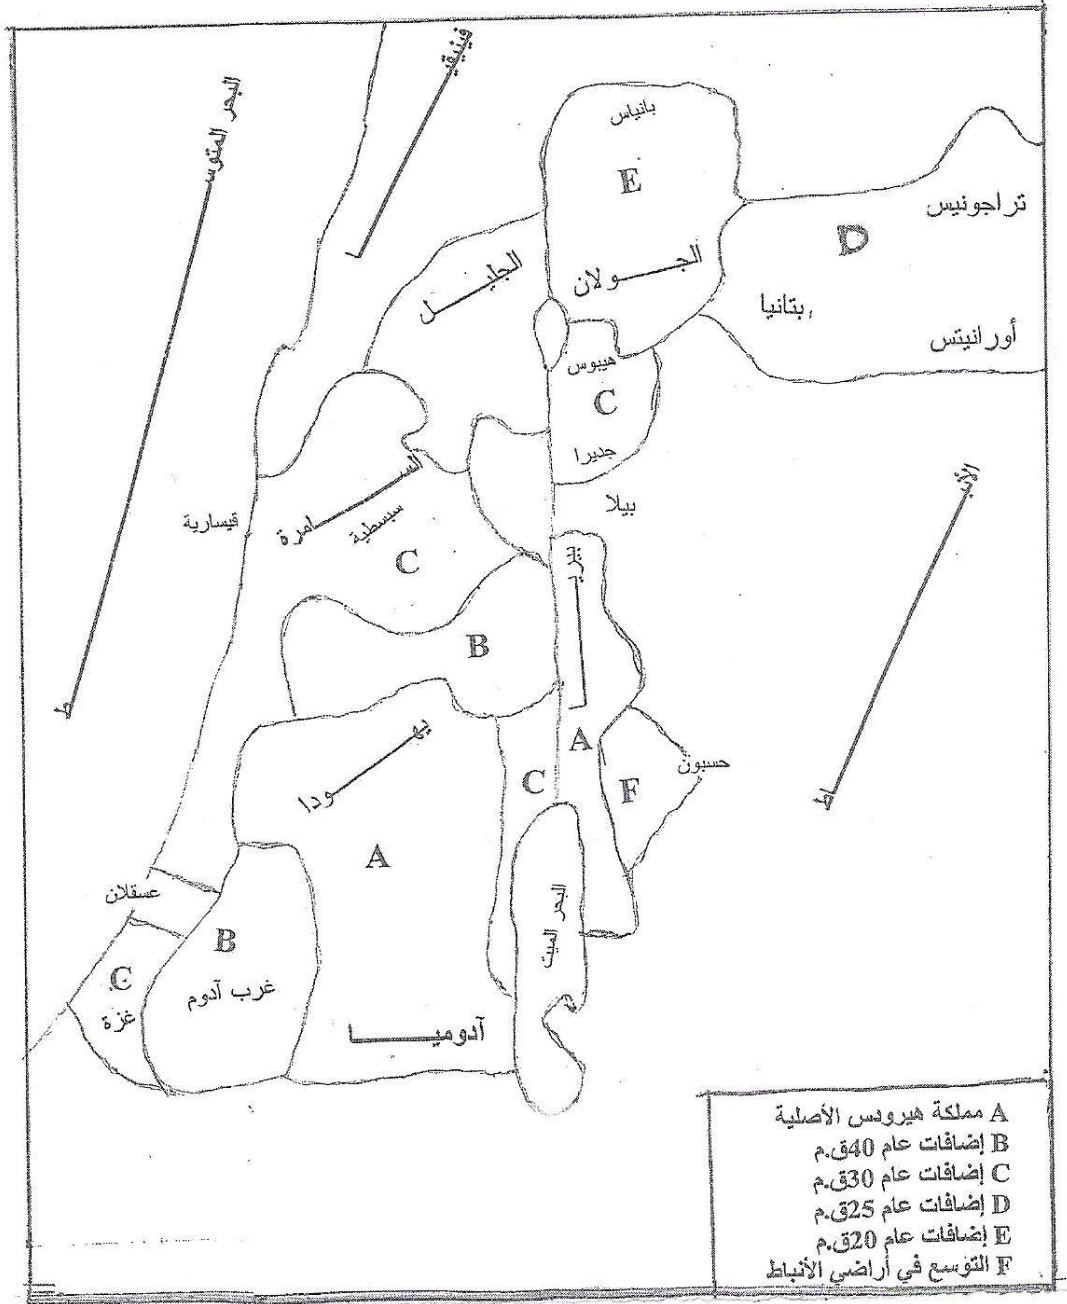 فينيقيا
البحر المتوسط
بانياس
E
تراجونيس
D
الجولان
الجليل
بتانيا
أورانيتس
هيبوس
C
جديرا
الأنباط
السامرة
سبسطية
قيسارية
بيلا
C
B
A
يهودا
C
حسبون
F
A
عسقلان
البحر الميت
B
C
غرب آدوم
غزة
آدوميا
A مملكة هيرودس الأصلية
B إضافات عام 40ق.م
C إضافات عام 30ق.م
D إضافات عام 25ق.م
E إضافات عام 20ق.م
F التوسع في أراضي الأنباط